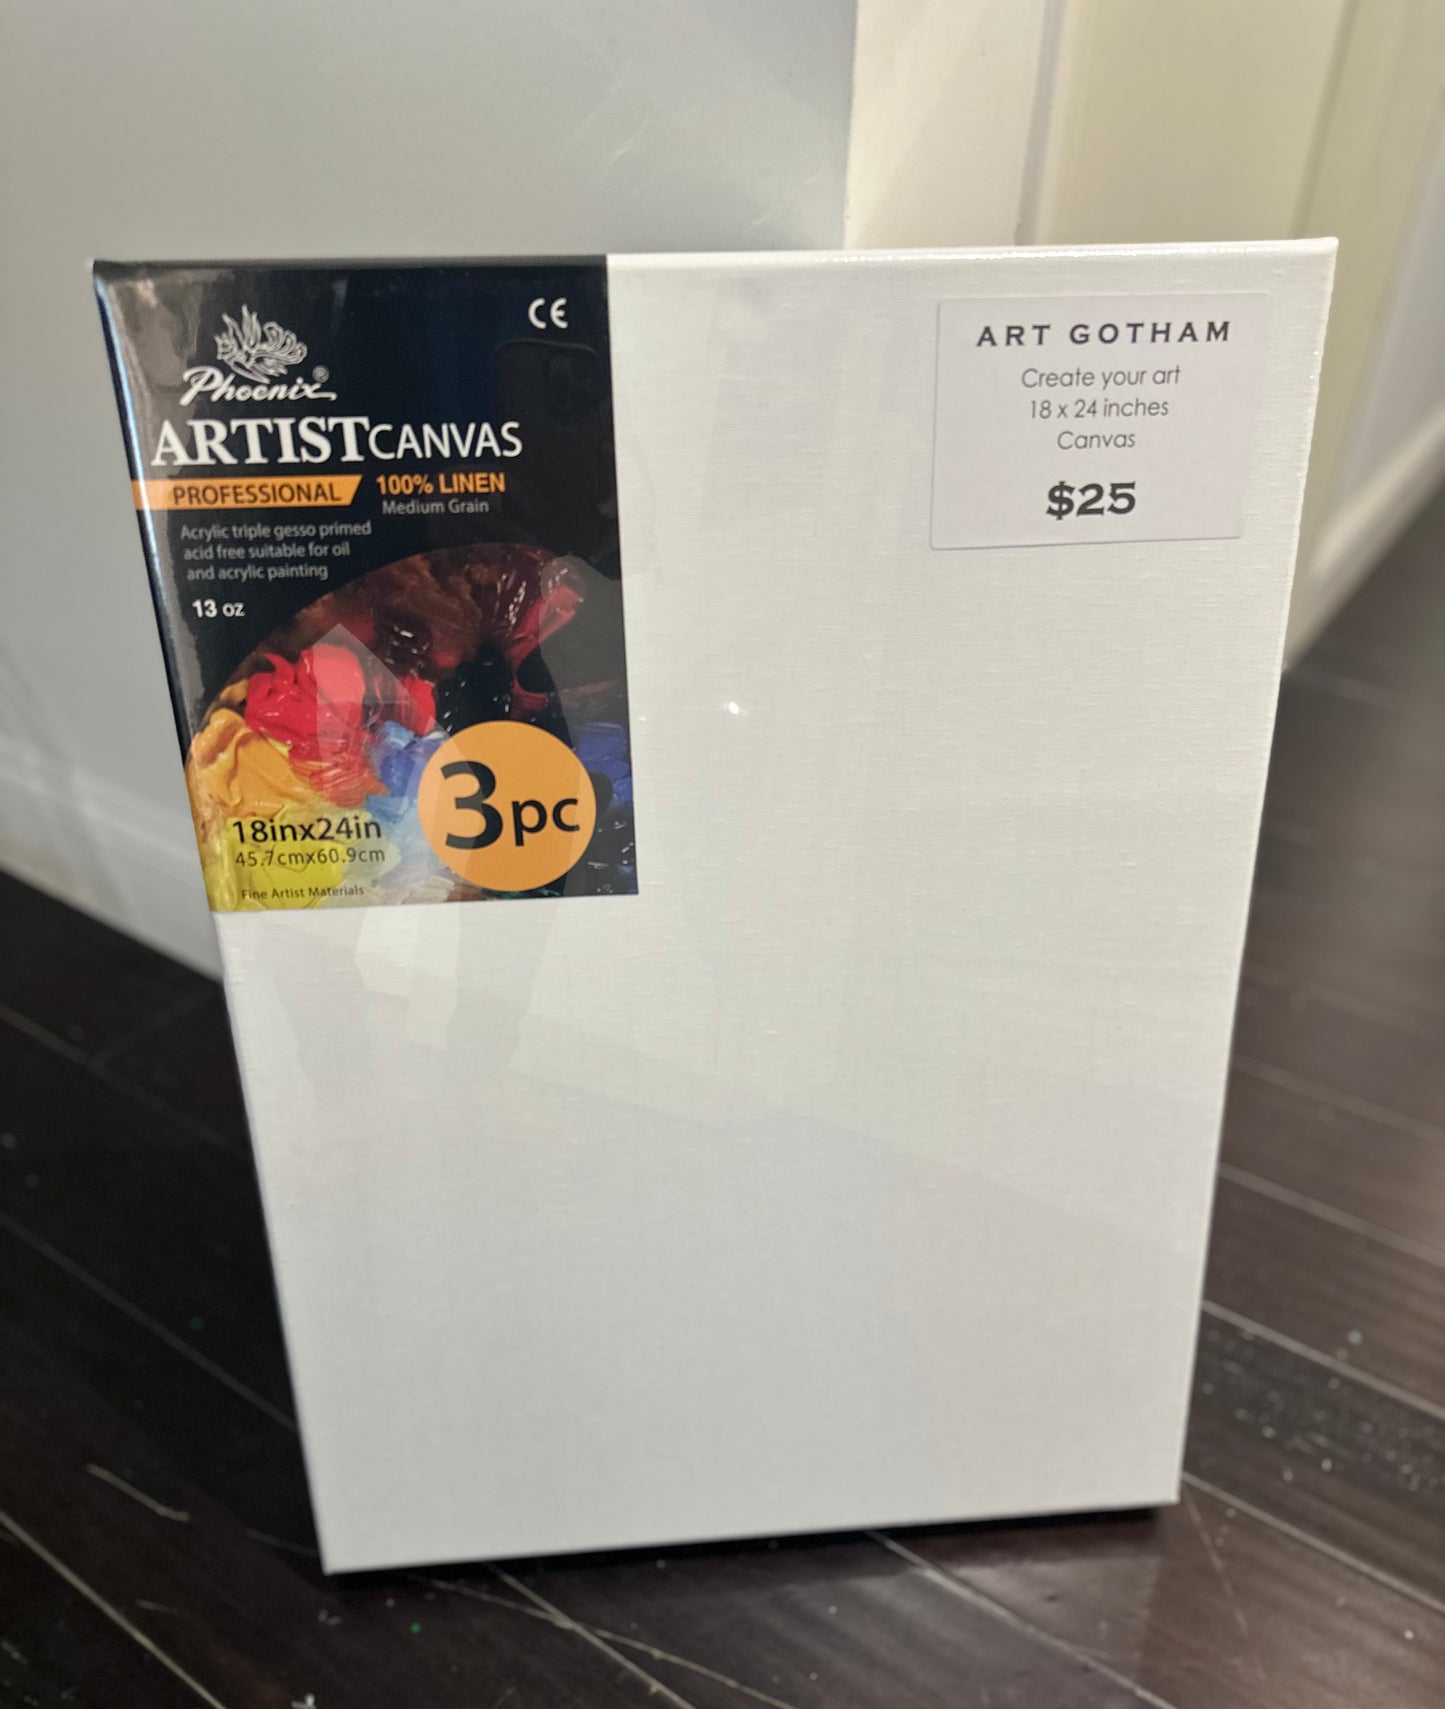 CE
Phoenix®
ARTIST CANVAS
PROFESSIONAL 100% LINEN
Medium Grain
Acrylic triple gesso primed
acid free suitable for oil
and acrylic painting
13 oz
3pc
18inx24in
45.7cmx60.9cm
Fine Artist Materials
ART GOTHAM
Create your art
18 x 24 inches
Canvas
$25